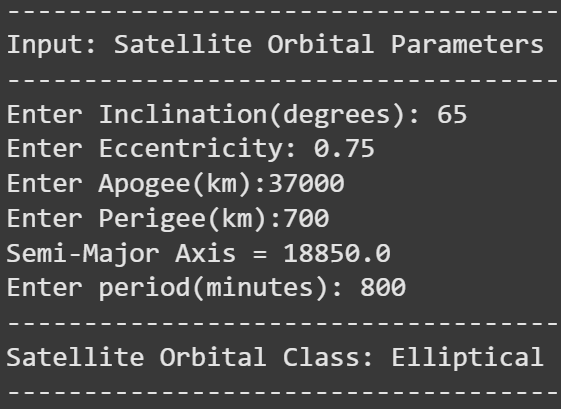 ------------------------------------
Input: Satellite Orbital Parameters
------------------------------------
Enter Inclination(degrees): 65
Enter Eccentricity: 0.75
Enter Apogee(km):37000
Enter Perigee(km):700
Semi-Major Axis = 18850.0
Enter period(minutes): 800
------------------------------------
Satellite Orbital Class: Elliptical
------------------------------------